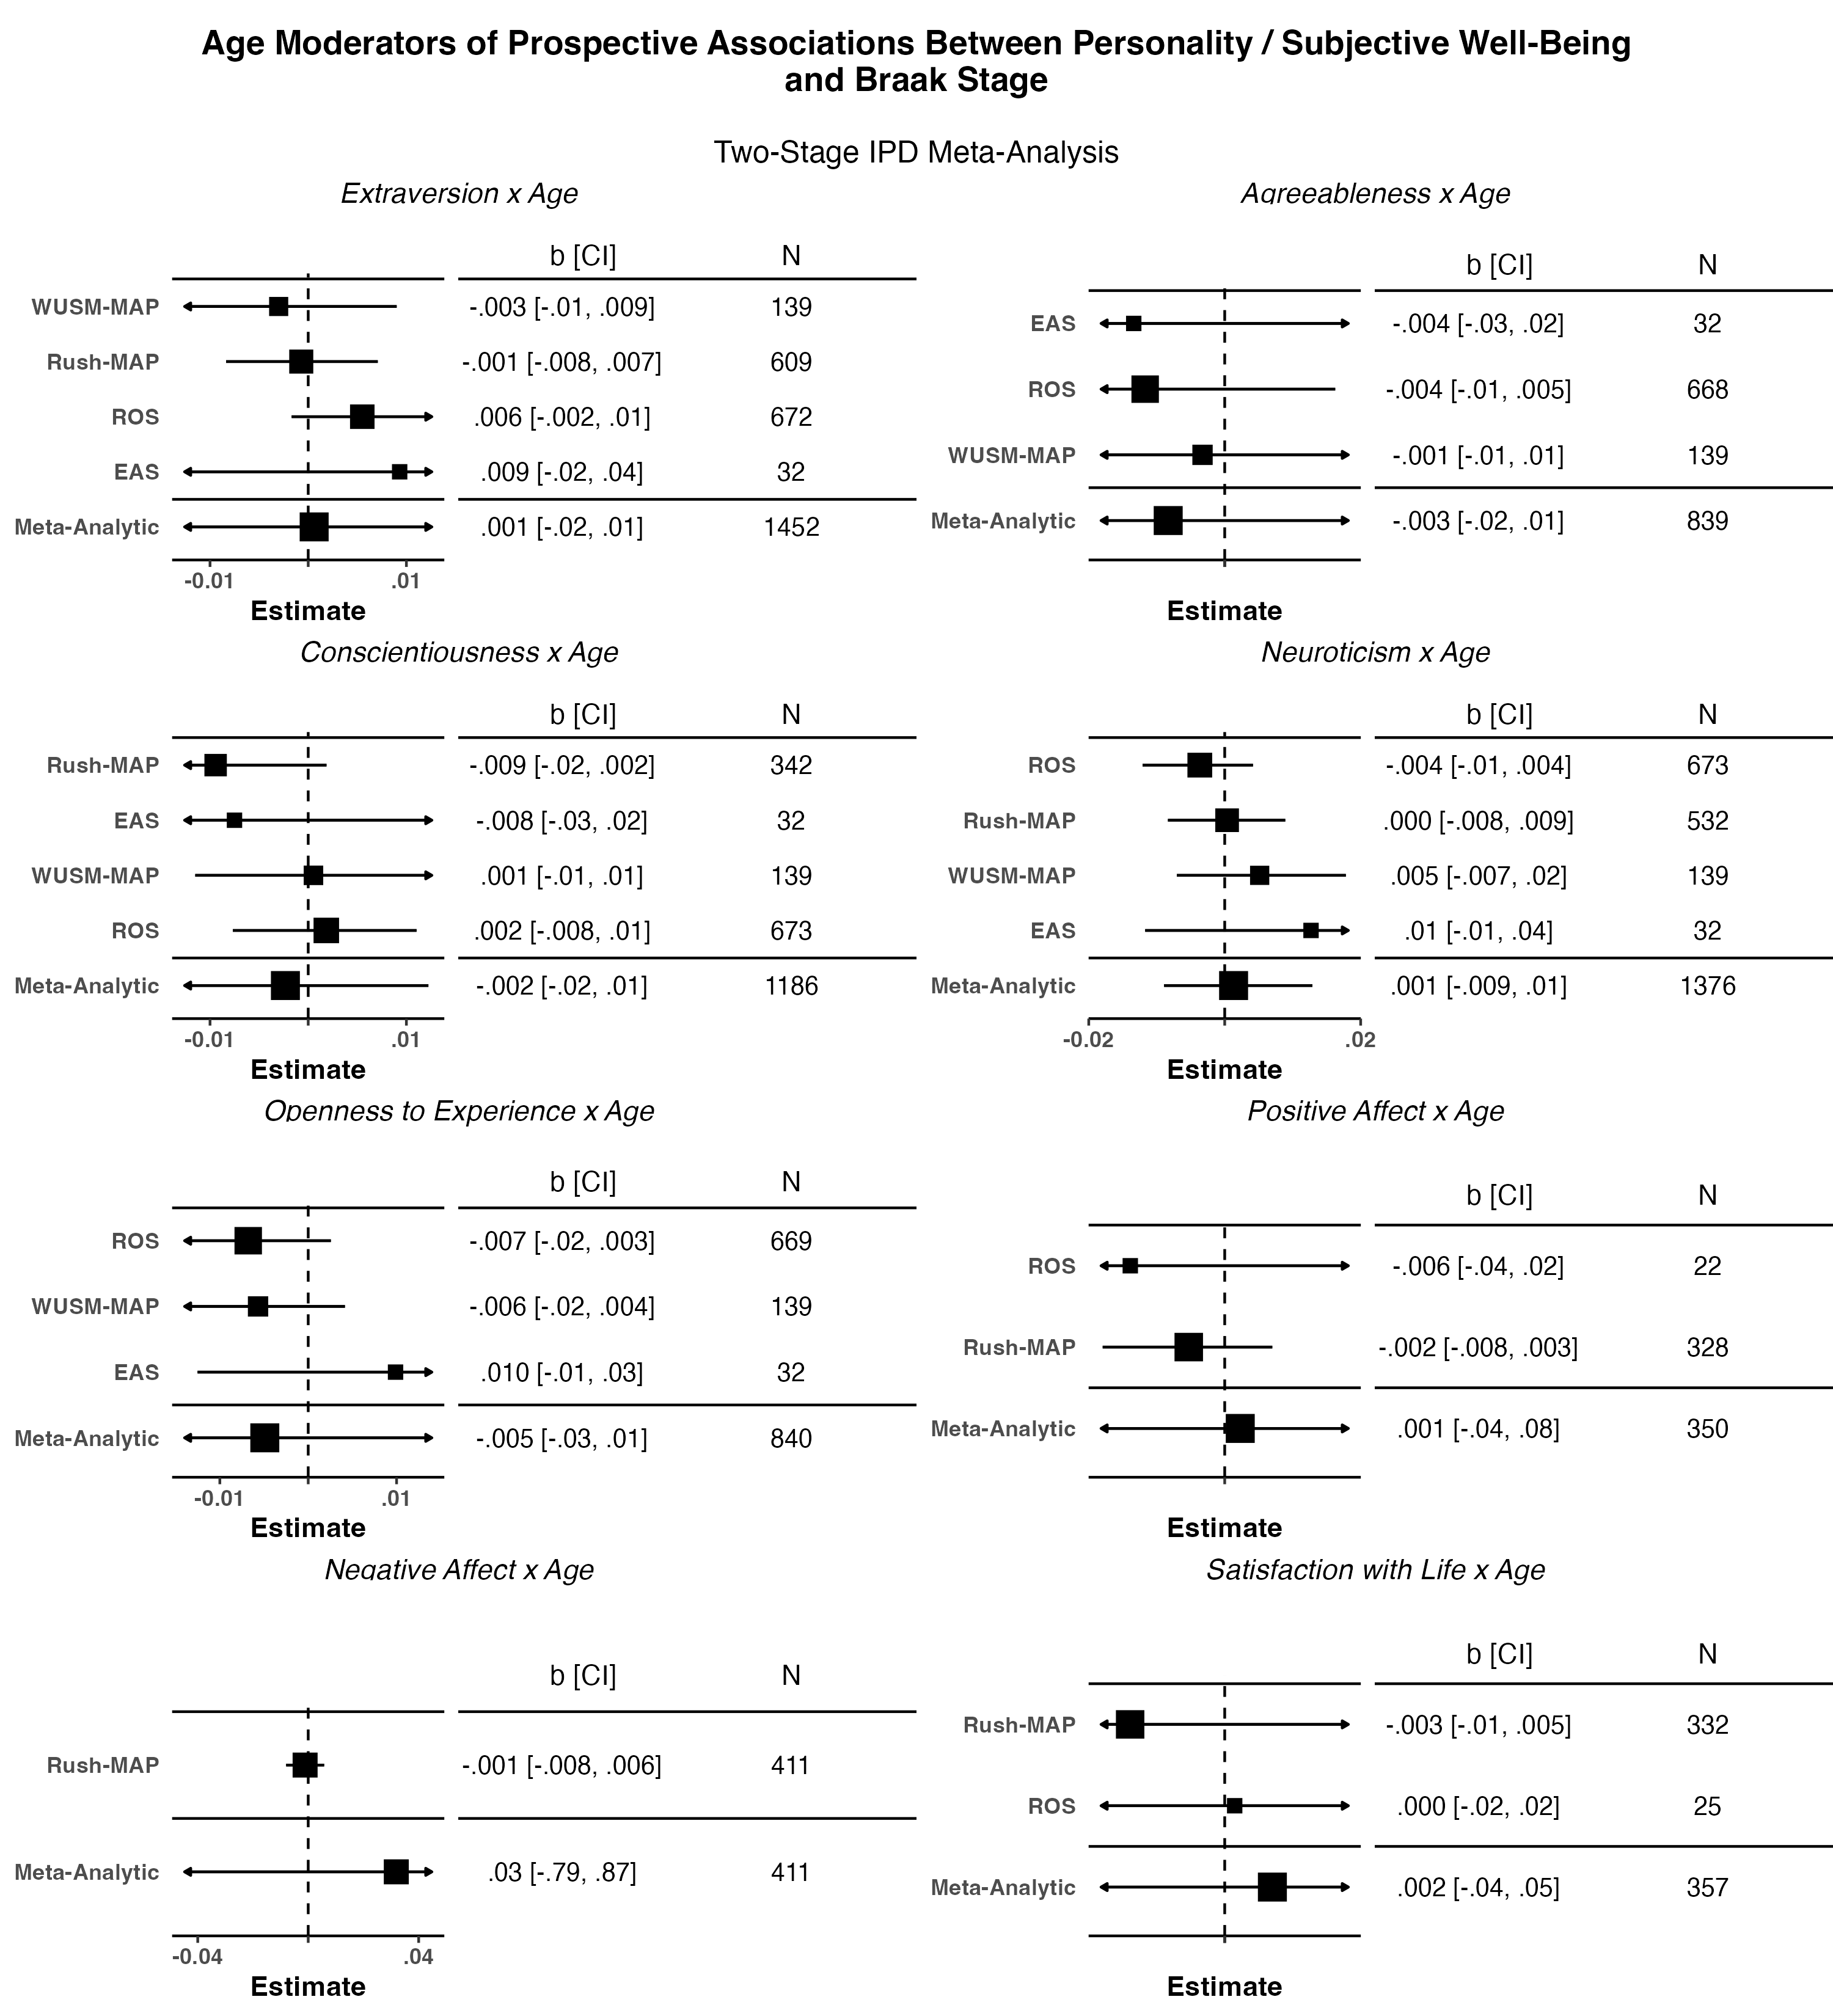 Age Moderators of Prospective Associations Between Personality / Subjective Well-Being
and Braak Stage
Two-Stage IPD Meta-Analysis
Extraversion x Age
b [CI] N
WUSM-MAP -.003 [-.01, .009] 139
Rush-MAP -.001 [-.008, .007] 609
ROS .006 [-.002, .01] 672
EAS .009 [-.02, .04] 32
Meta-Analytic .001 [-.02, .01] 1452
-0.01 .01
Estimate
Agreeableness x Age
b [CI] N
EAS -.004 [-.03, .02] 32
ROS -.004 [-.01, .005] 668
WUSM-MAP -.001 [-.01, .01] 139
Meta-Analytic -.003 [-.02, .01] 839
Estimate
Conscientiousness x Age
b [CI] N
Rush-MAP -.009 [-.02, .002] 342
EAS -.008 [-.03, .02] 32
WUSM-MAP .001 [-.01, .01] 139
ROS .002 [-.008, .01] 673
Meta-Analytic -.002 [-.02, .01] 1186
-0.01 .01
Estimate
Neuroticism x Age
b [CI] N
ROS -.004 [-.01, .004] 673
Rush-MAP .000 [-.008, .009] 532
WUSM-MAP .005 [-.007, .02] 139
EAS .01 [-.01, .04] 32
Meta-Analytic .001 [-.009, .01] 1376
-0.02 .02
Estimate
Openness to Experience x Age
b [CI] N
ROS -.007 [-.02, .003] 669
WUSM-MAP -.006 [-.02, .004] 139
EAS .010 [-.01, .03] 32
Meta-Analytic -.005 [-.03, .01] 840
-0.01 .01
Estimate
Positive Affect x Age
b [CI] N
ROS -.006 [-.04, .02] 22
Rush-MAP -.002 [-.008, .003] 328
Meta-Analytic .001 [-.04, .08] 350
Estimate
Negative Affect x Age
b [CI] N
Rush-MAP -.001 [-.008, .006] 411
Meta-Analytic .03 [-.79, .87] 411
-0.04 .04
Estimate
Satisfaction with Life x Age
b [CI] N
Rush-MAP -.003 [-.01, .005] 332
ROS .000 [-.02, .02] 25
Meta-Analytic .002 [-.04, .05] 357
Estimate